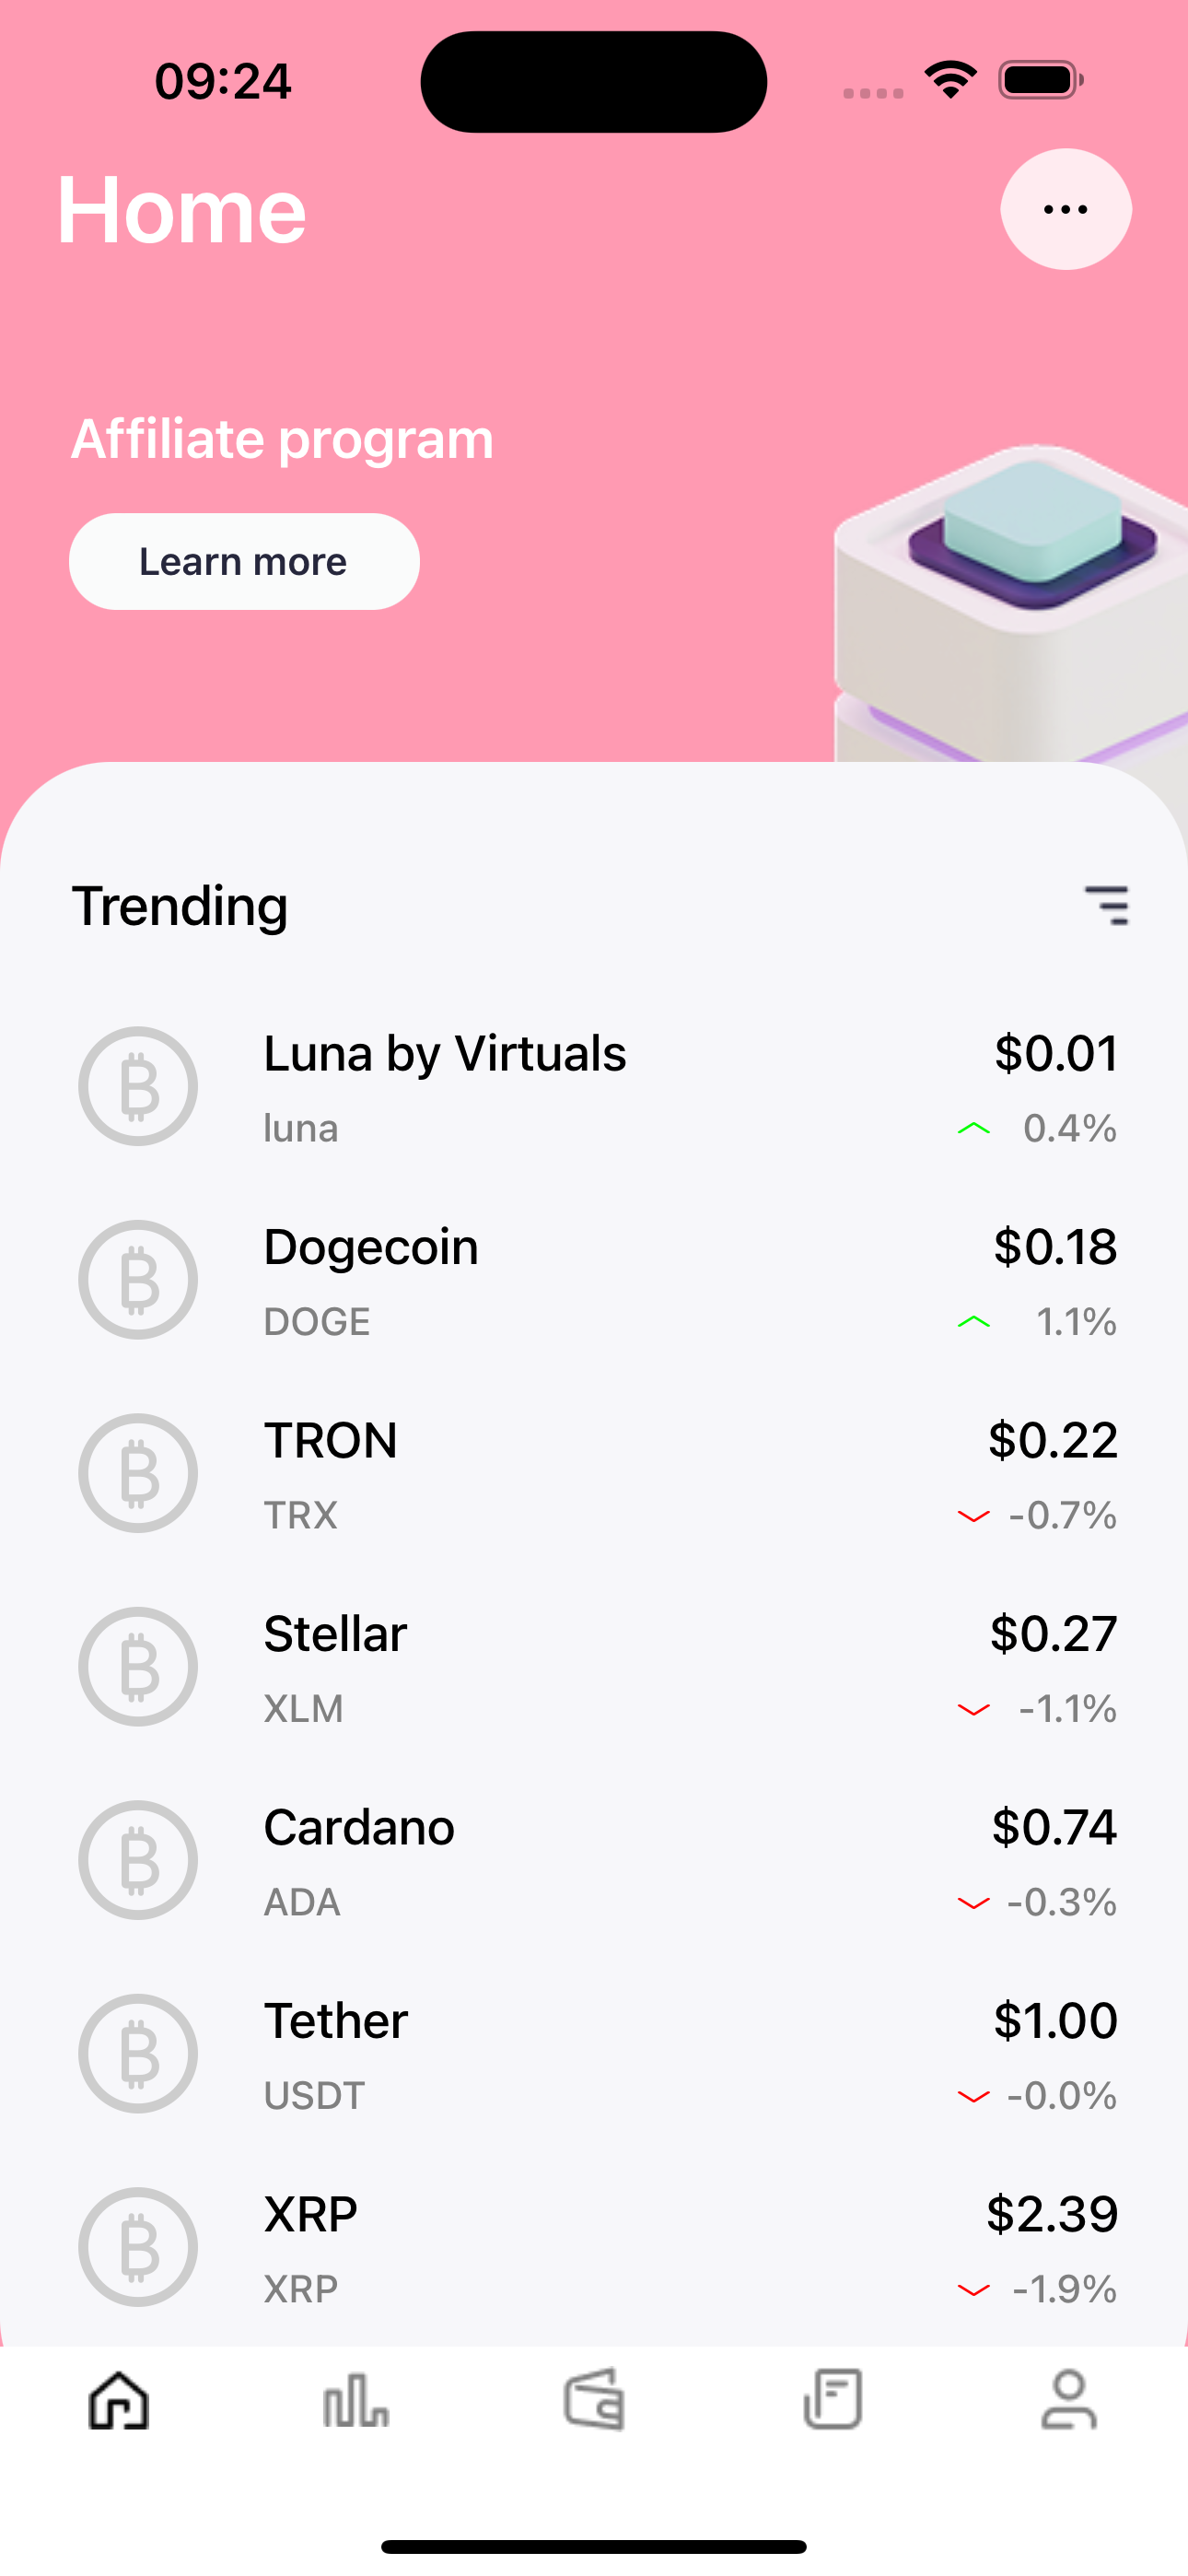 09:24
Home
Affiliate program
Learn more
Trending
Luna by Virtuals $0.01
luna 0.4%
Dogecoin $0.18
DOGE 1.1%
TRON $0.22
TRX -0.7%
Stellar $0.27
XLM -1.1%
Cardano $0.74
ADA -0.3%
Tether $1.00
USDT -0.0%
XRP $2.39
XRP -1.9%